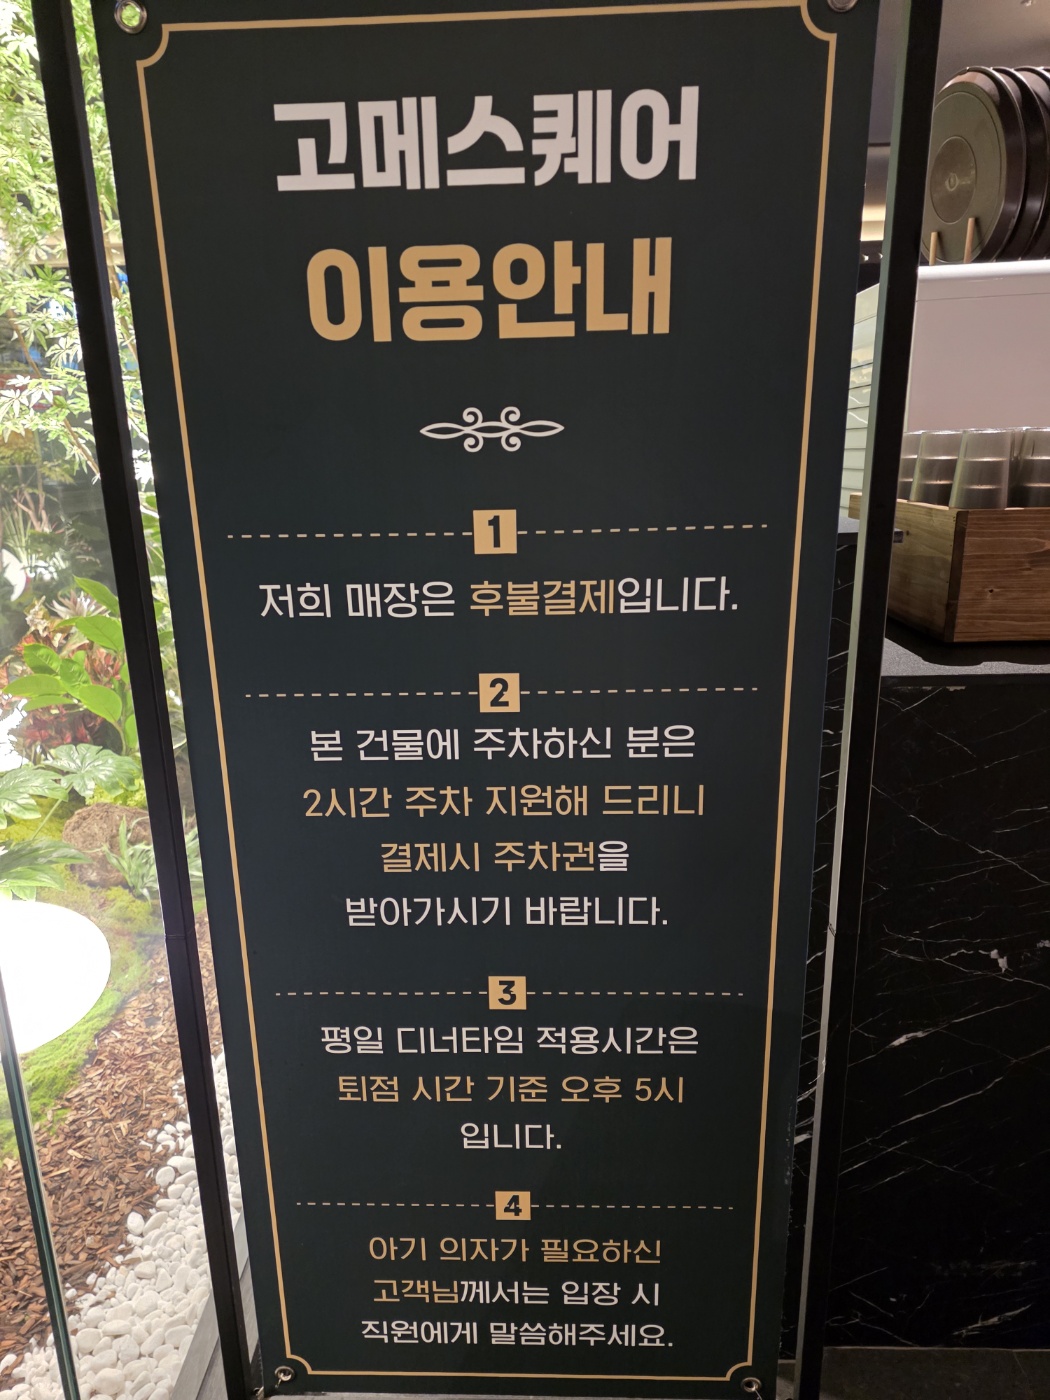 고메스퀘어
이용안내
1
저희 매장은 후불결제입니다.
2
본 건물에 주차하신 분은
2시간 주차 지원해 드리니
결제시 주차권을
받아가시기 바랍니다.
3
평일 디너타임 적용시간은
퇴점 시간 기준 오후 5시
입니다.
4
아기 의자가 필요하신
고객님께서는 입장 시
직원에게 말씀해주세요.